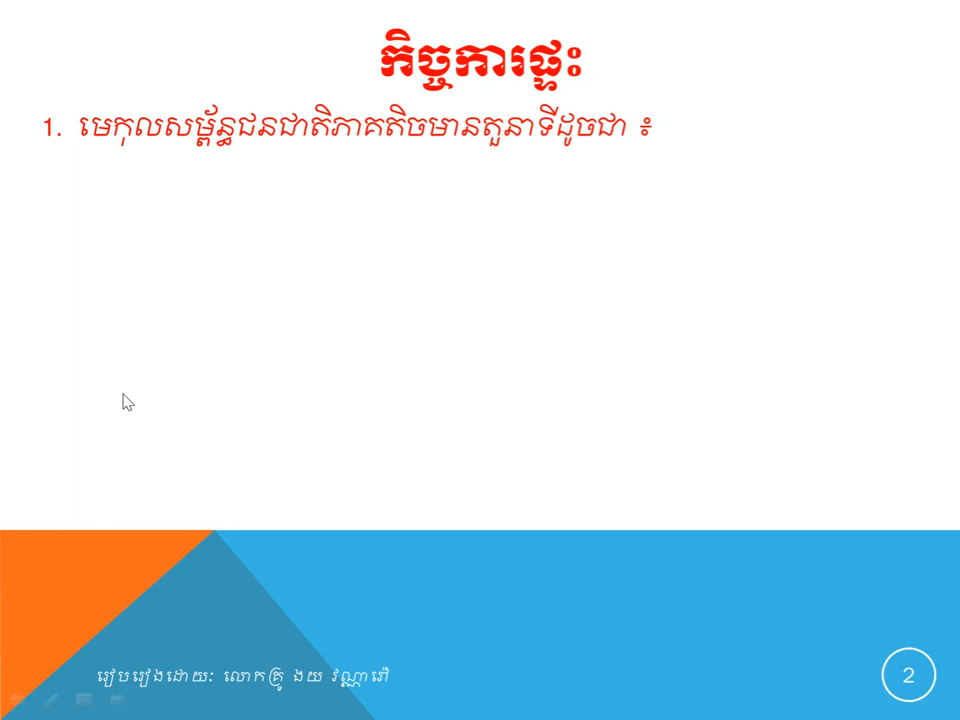 កិច្ចការផ្ទះ
1. មេកុលសម្ព័ន្ធជនជាតិភាគតិចមានតួនាទីដូចជា ៖
រៀបរៀងដោយ: លោកគ្រូ ងយ វណ្ណារៅ
2